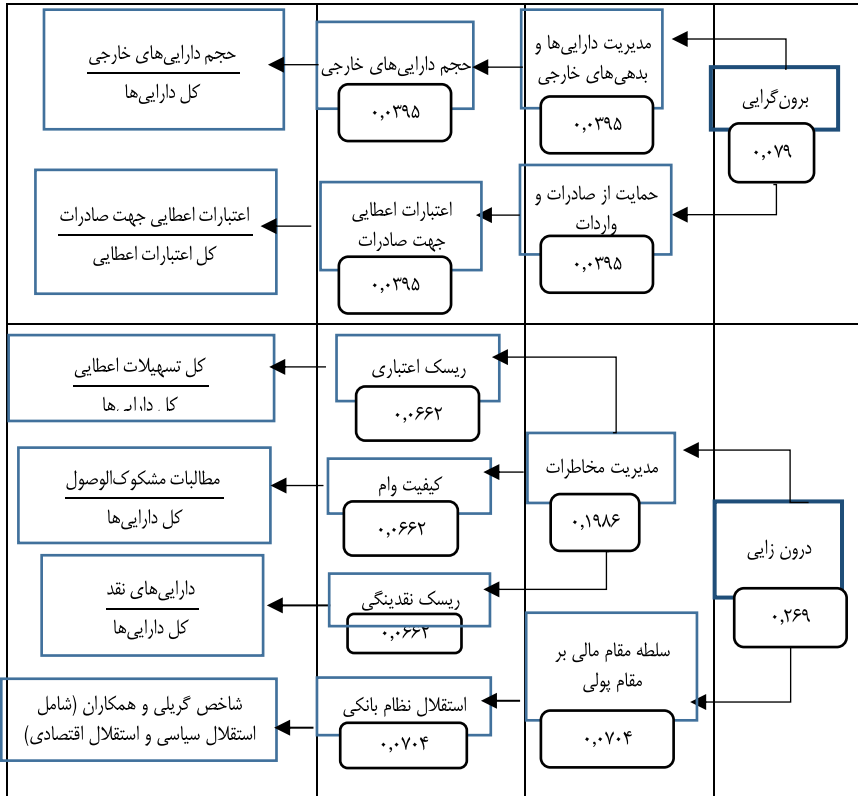 برون‌گرایی
۰,۰۷۹
مدیریت دارایی‌ها و
بدهی‌های خارجی
۰,۰۳۹۵
حجم دارایی‌های خارجی
۰,۰۳۹۵
حجم دارایی‌های خارجی
کل دارایی‌ها
حمایت از صادرات و
واردات
۰,۰۳۹۵
اعتبارات اعطایی
جهت صادرات
۰,۰۳۹۵
اعتبارات اعطایی جهت صادرات
کل اعتبارات اعطایی
درون زایی
۰,۲۶۹
مدیریت مخاطرات
۰,۱۹۸۶
ریسک اعتباری
۰,۰۶۶۲
کل تسهیلات اعطایی
کل دارایی‌ها
کیفیت وام
۰,۰۶۶۲
مطالبات مشکوک‌الوصول
کل دارایی‌ها
ریسک نقدینگی
۰,۰۶۶۲
دارایی‌های نقد
کل دارایی‌ها
سلطه مقام مالی بر
مقام پولی
۰,۰۷۰۴
استقلال نظام بانکی
۰,۰۷۰۴
شاخص گریلی و همکاران (شامل
استقلال سیاسی و استقلال اقتصادی)